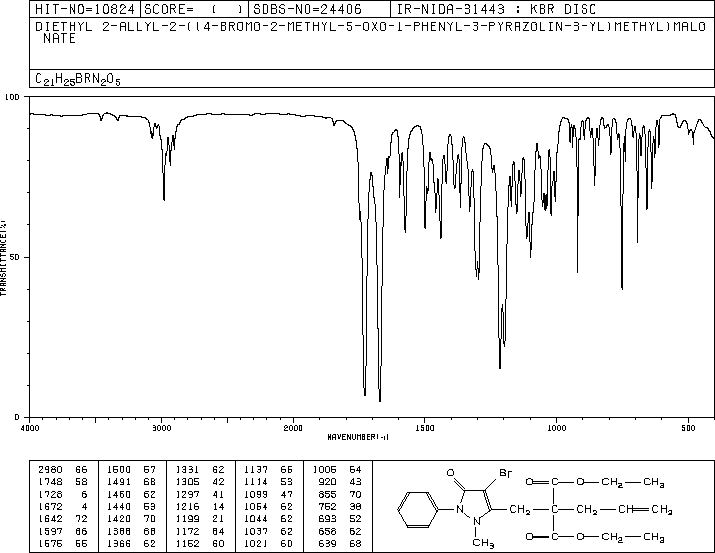 HIT-NO=10824 SCORE= ( ) SDBS-NO=24406 IR-NIDA-31443 : KBR DISC
DIETHYL 2-ALLYL-2-((4-BROMO-2-METHYL-5-OXO-1-PHENYL-3-PYRAZOLIN-3-YL)METHYL)MALO
NATE
C21H25BRN2O5
100
50
0
TRANSMITTANCE(%)
4000 3000 2000 1500 1000 500
WAVENUMBER(-1)
2980 66 1500 57 1331 62 1137 66 1006 64
1748 58 1491 68 1305 42 1114 53 920 43
1728 6 1460 62 1297 41 1099 47 855 70
1672 4 1440 53 1216 14 1054 62 752 38
1642 72 1420 70 1199 21 1044 62 693 52
1597 66 1388 68 1172 64 1037 62 658 62
1575 55 1366 62 1152 60 1021 60 639 68
O Br
O C O CH2 CH3
N N CH2 C CH2 CH CH2
CH3 O C O CH2 CH3